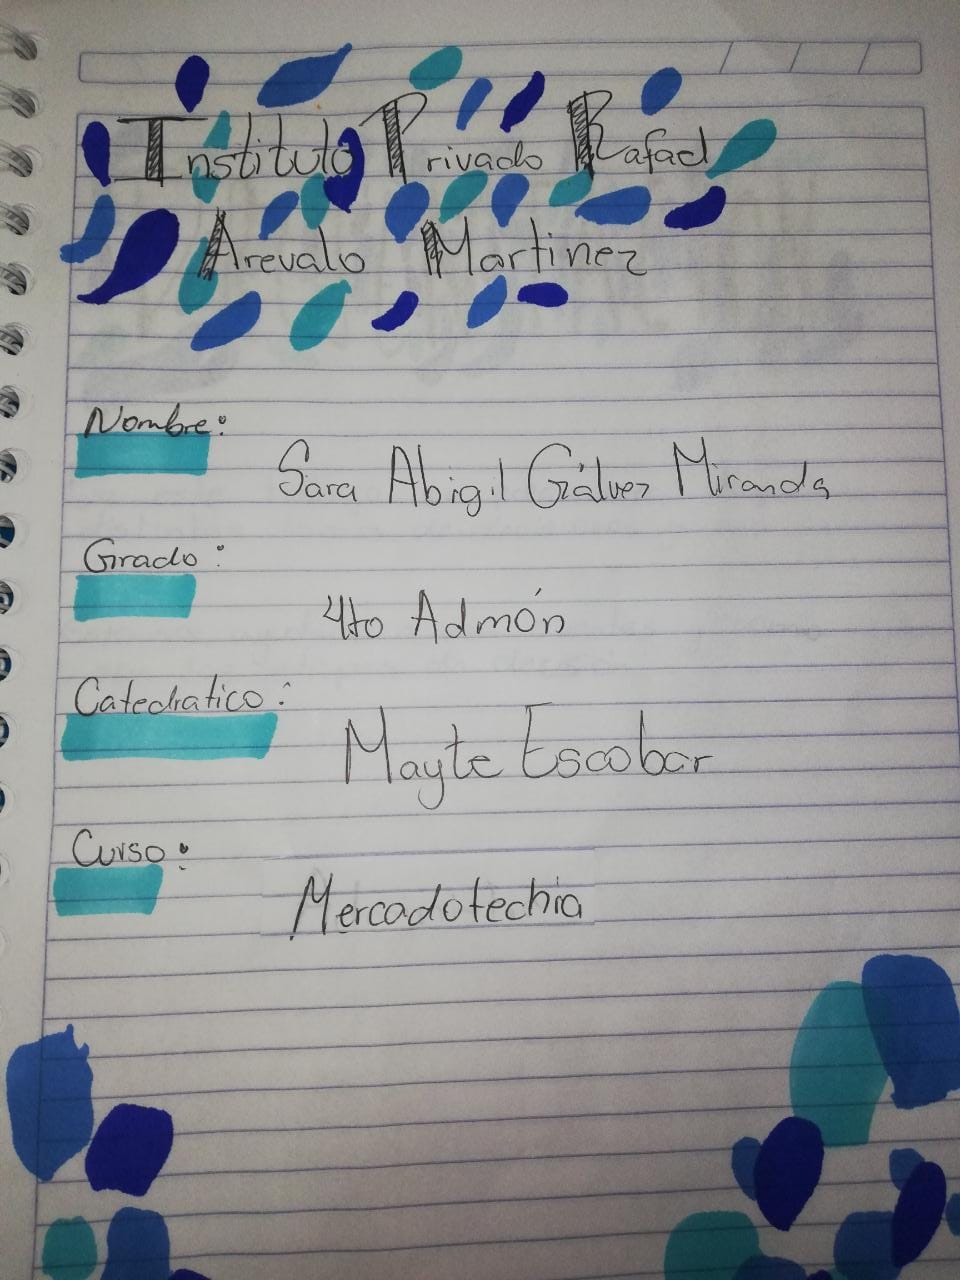 Instituto Privado Rafael
Arevalo Martinez
Nombre:
Sara Abigil Gálvez Miranda
Grado:
4to Admón
Catedratico:
Mayte Escobar
Curso:
Mercadotechia